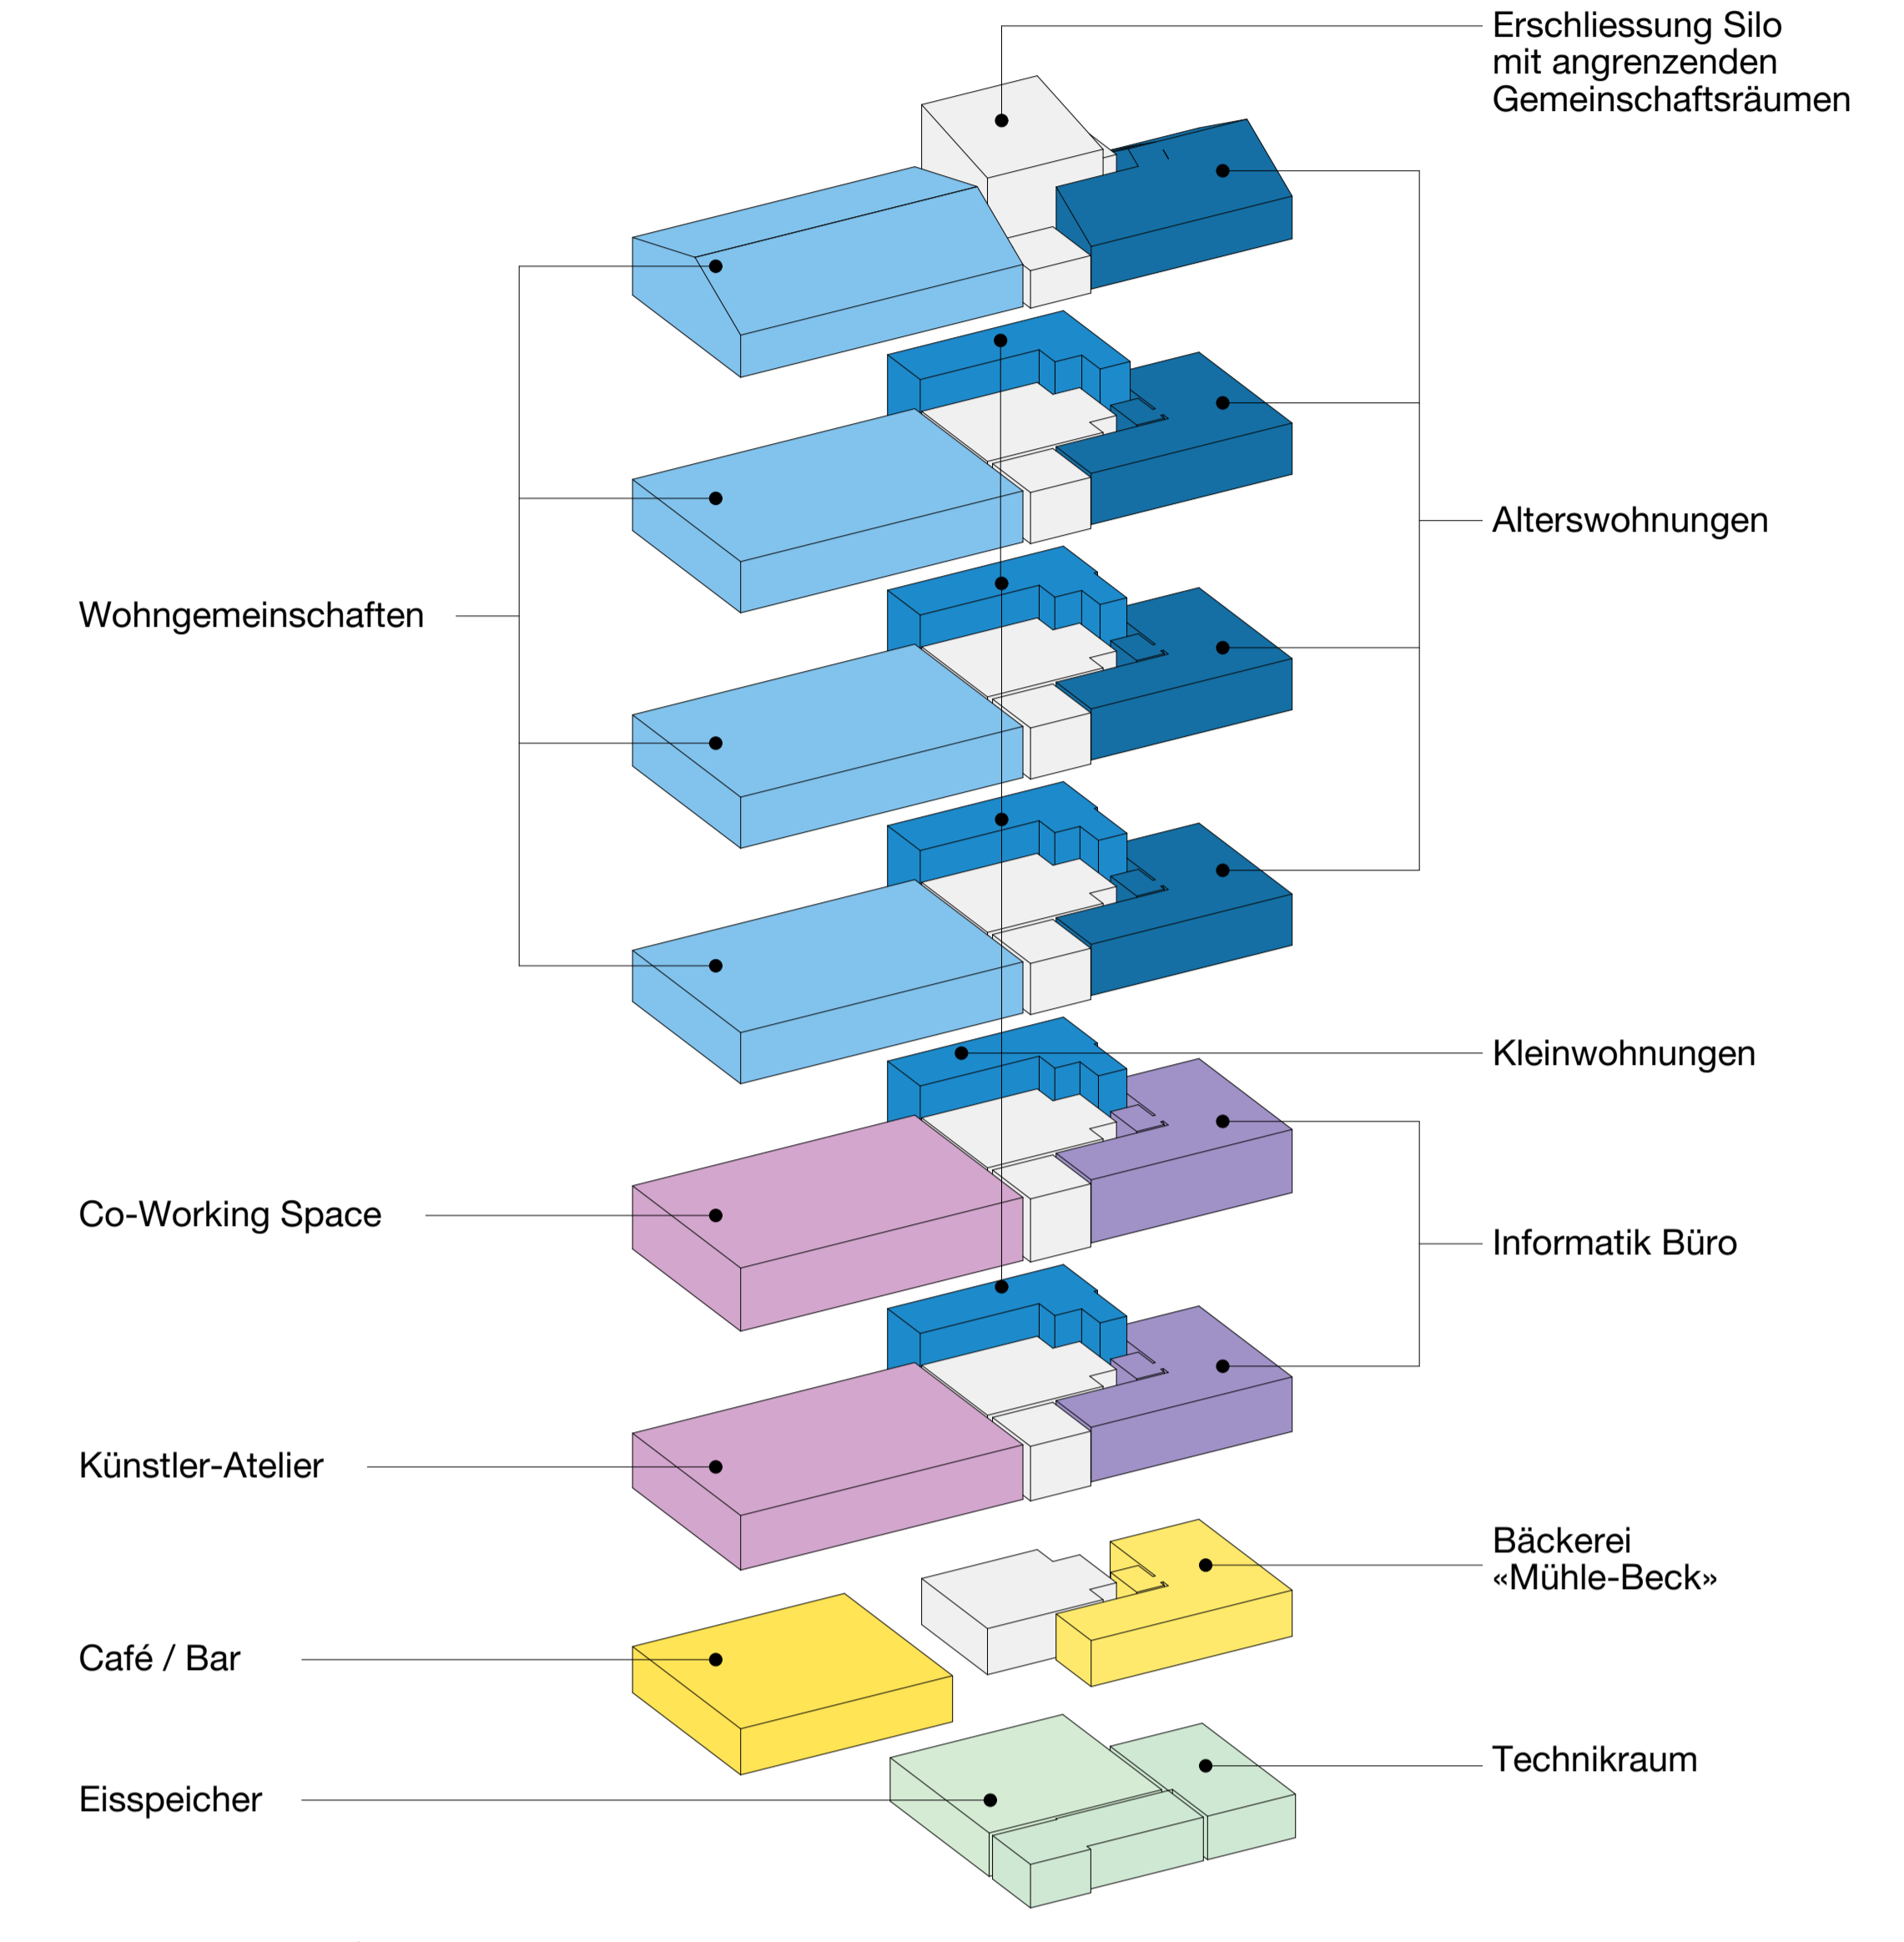 Erschliessung Silo
mit angrenzenden
Gemeinschaftsräumen
Alterswohnungen
Wohngemeinschaften
Kleinwohnungen
Co-Working Space
Informatik Büro
Künstler-Atelier
Bäckerei
«Mühle-Beck»
Café / Bar
Technikraum
Eisspeicher